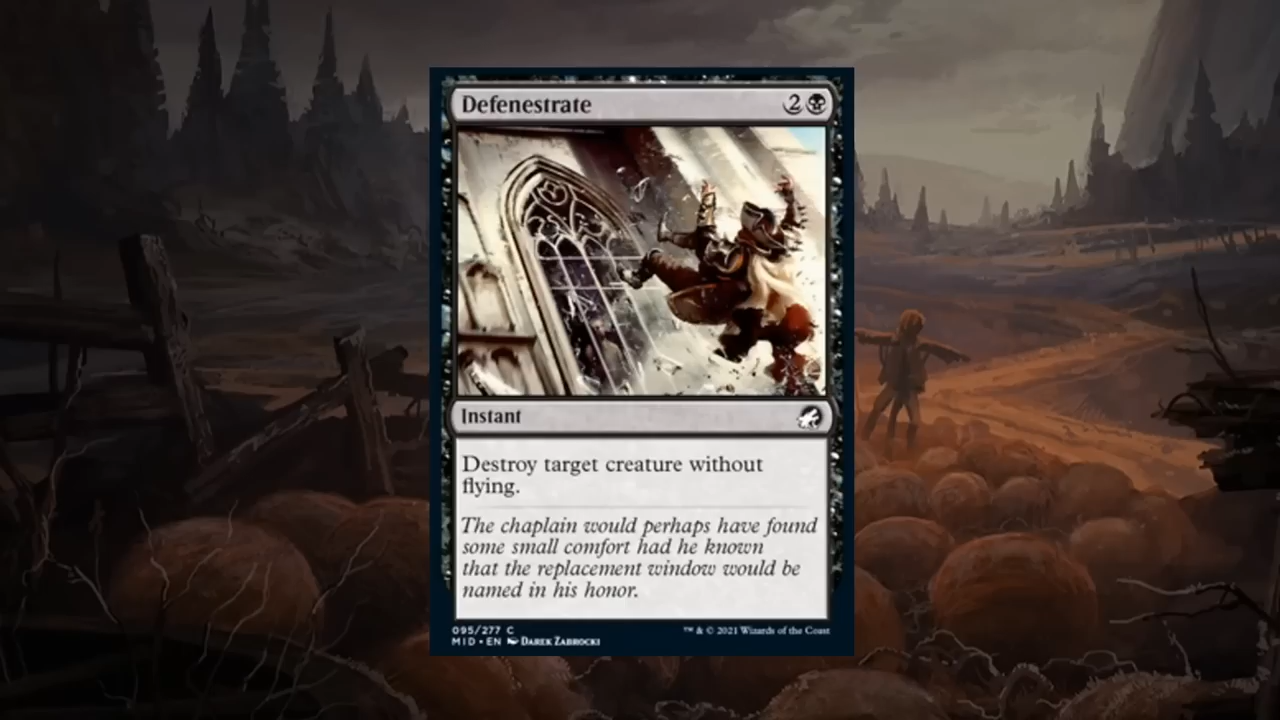 Defenestrate 2
Instant
Destroy target creature without
flying.
The chaplain would perhaps have found
some small comfort had he known
that the replacement window would be
named in his honor.
095/277 C
™ & © 2021 Wizards of the Coast
MID • EN DAREK ZABROCKI